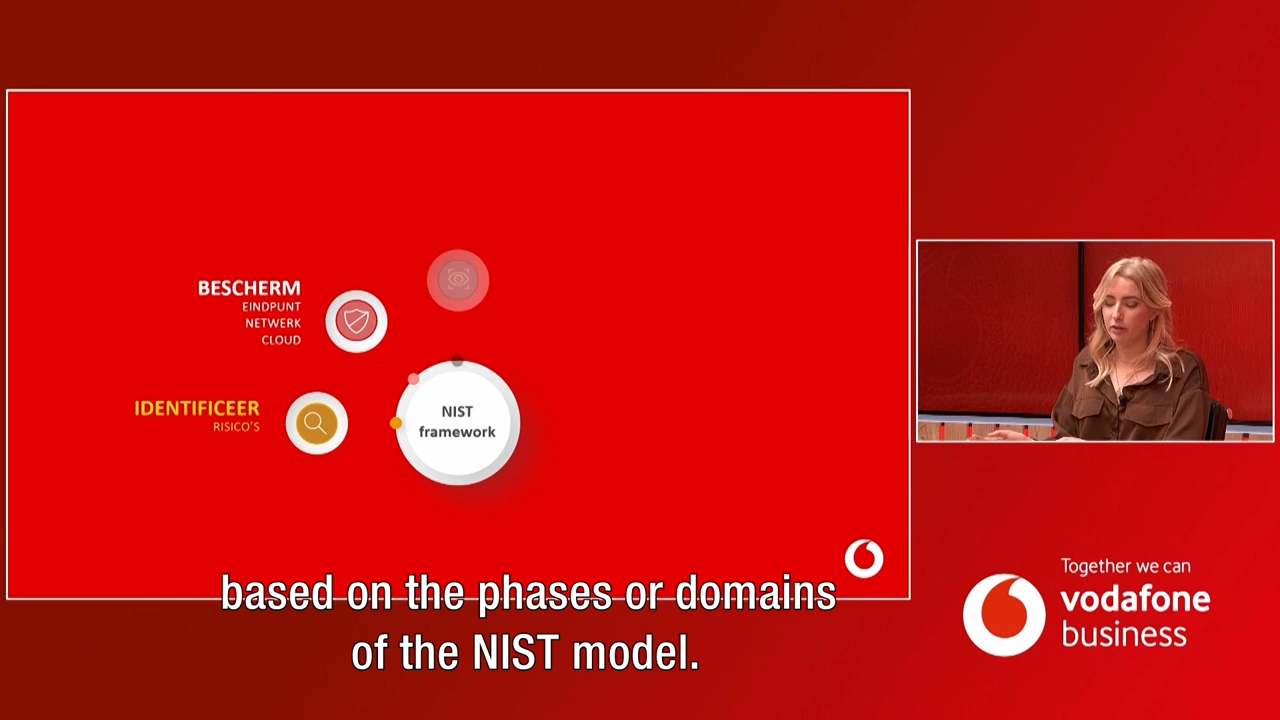 BESCHERM
EINDPUNT
NETWERK
CLOUD
IDENTIFICEER
RISICO'S
NIST
framework
based on the phases or domains
of the NIST model.
Together we can
vodafone
business